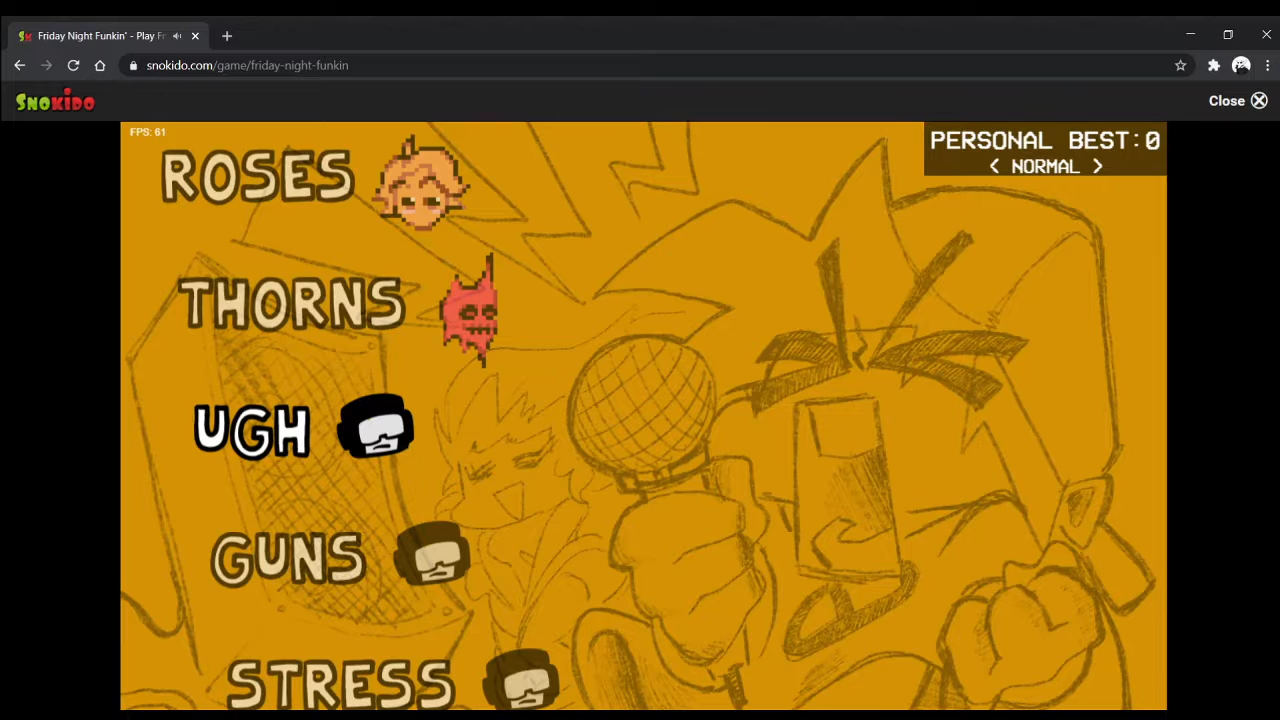 Friday Night Funkin' - Play Fr
snokido.com/game/friday-night-funkin
SNOKIDO
Close
FPS: 61
PERSONAL BEST:0
< NORMAL >
ROSES
THORNS
UGH
GUNS
STRESS